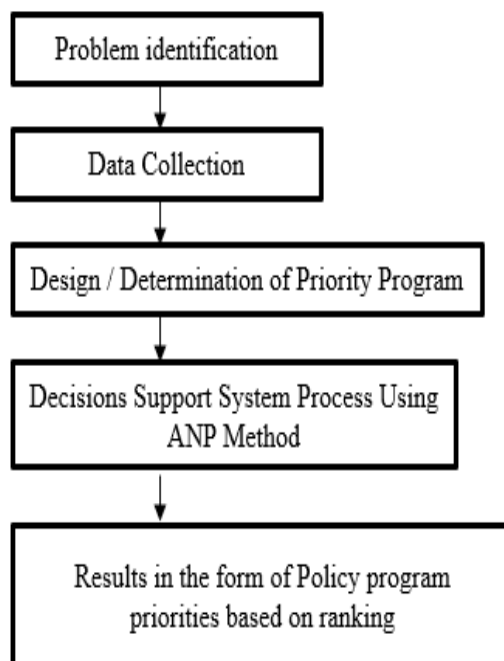 Problem identification
Data Collection
Design / Determination of Priority Program
Decisions Support System Process Using
ANP Method
Results in the form of Policy program
priorities based on ranking